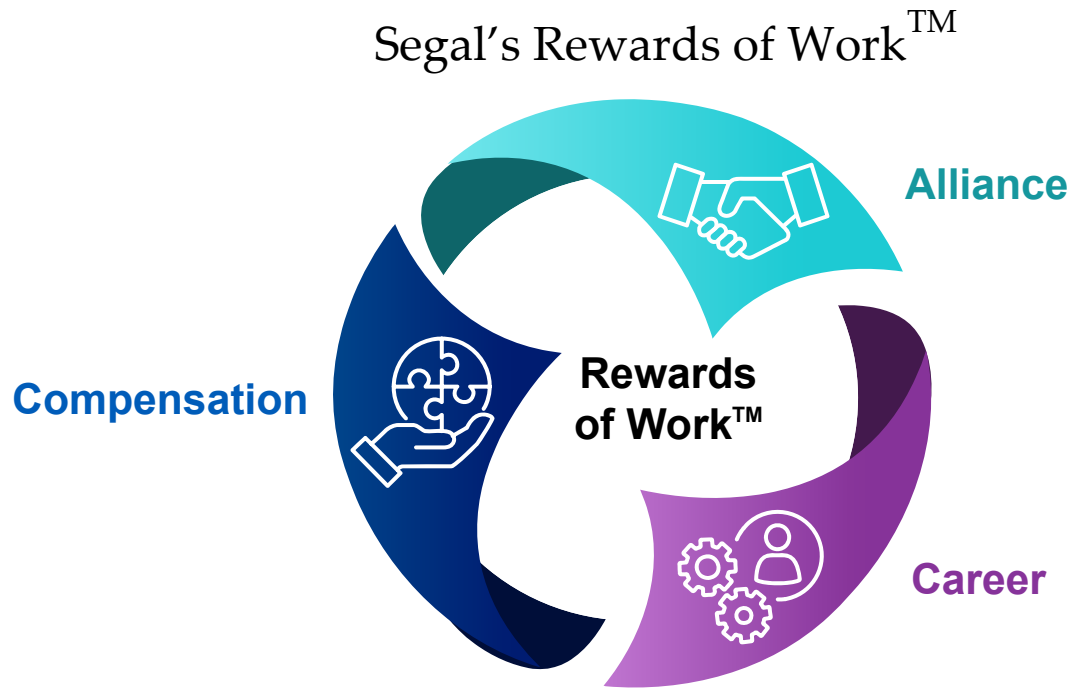 Segal’s Rewards of Work™
Alliance
Compensation
Rewards
of Work™
Career